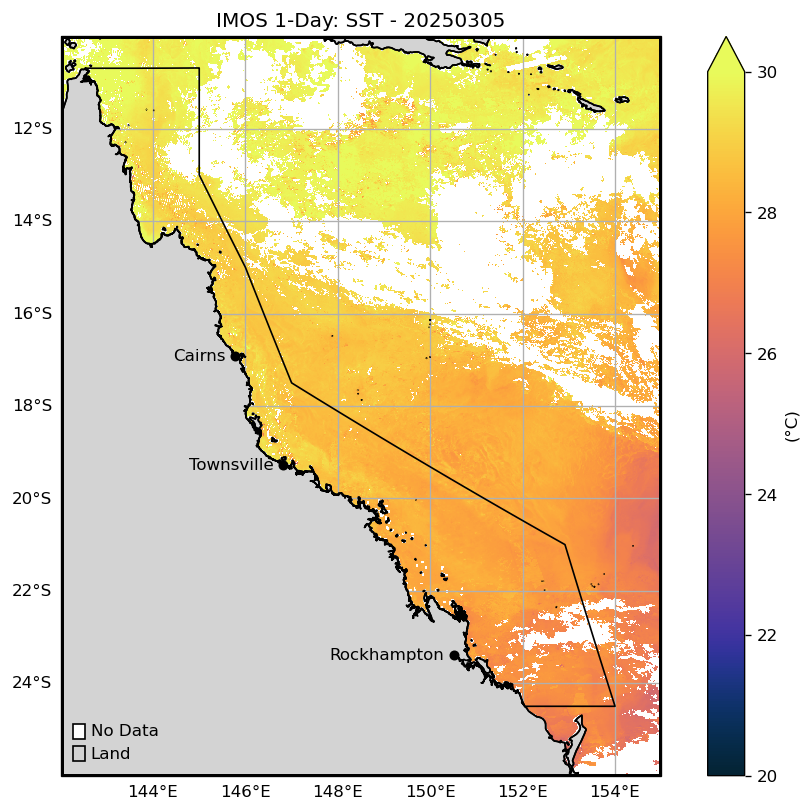 IMOS 1-Day: SST - 20250305
12°S
14°S
16°S
18°S
20°S
22°S
24°S
Cairns
Townsville
Rockhampton
No Data
Land
144°E 146°E 148°E 150°E 152°E 154°E
30
28
26
24
22
20
(°C)